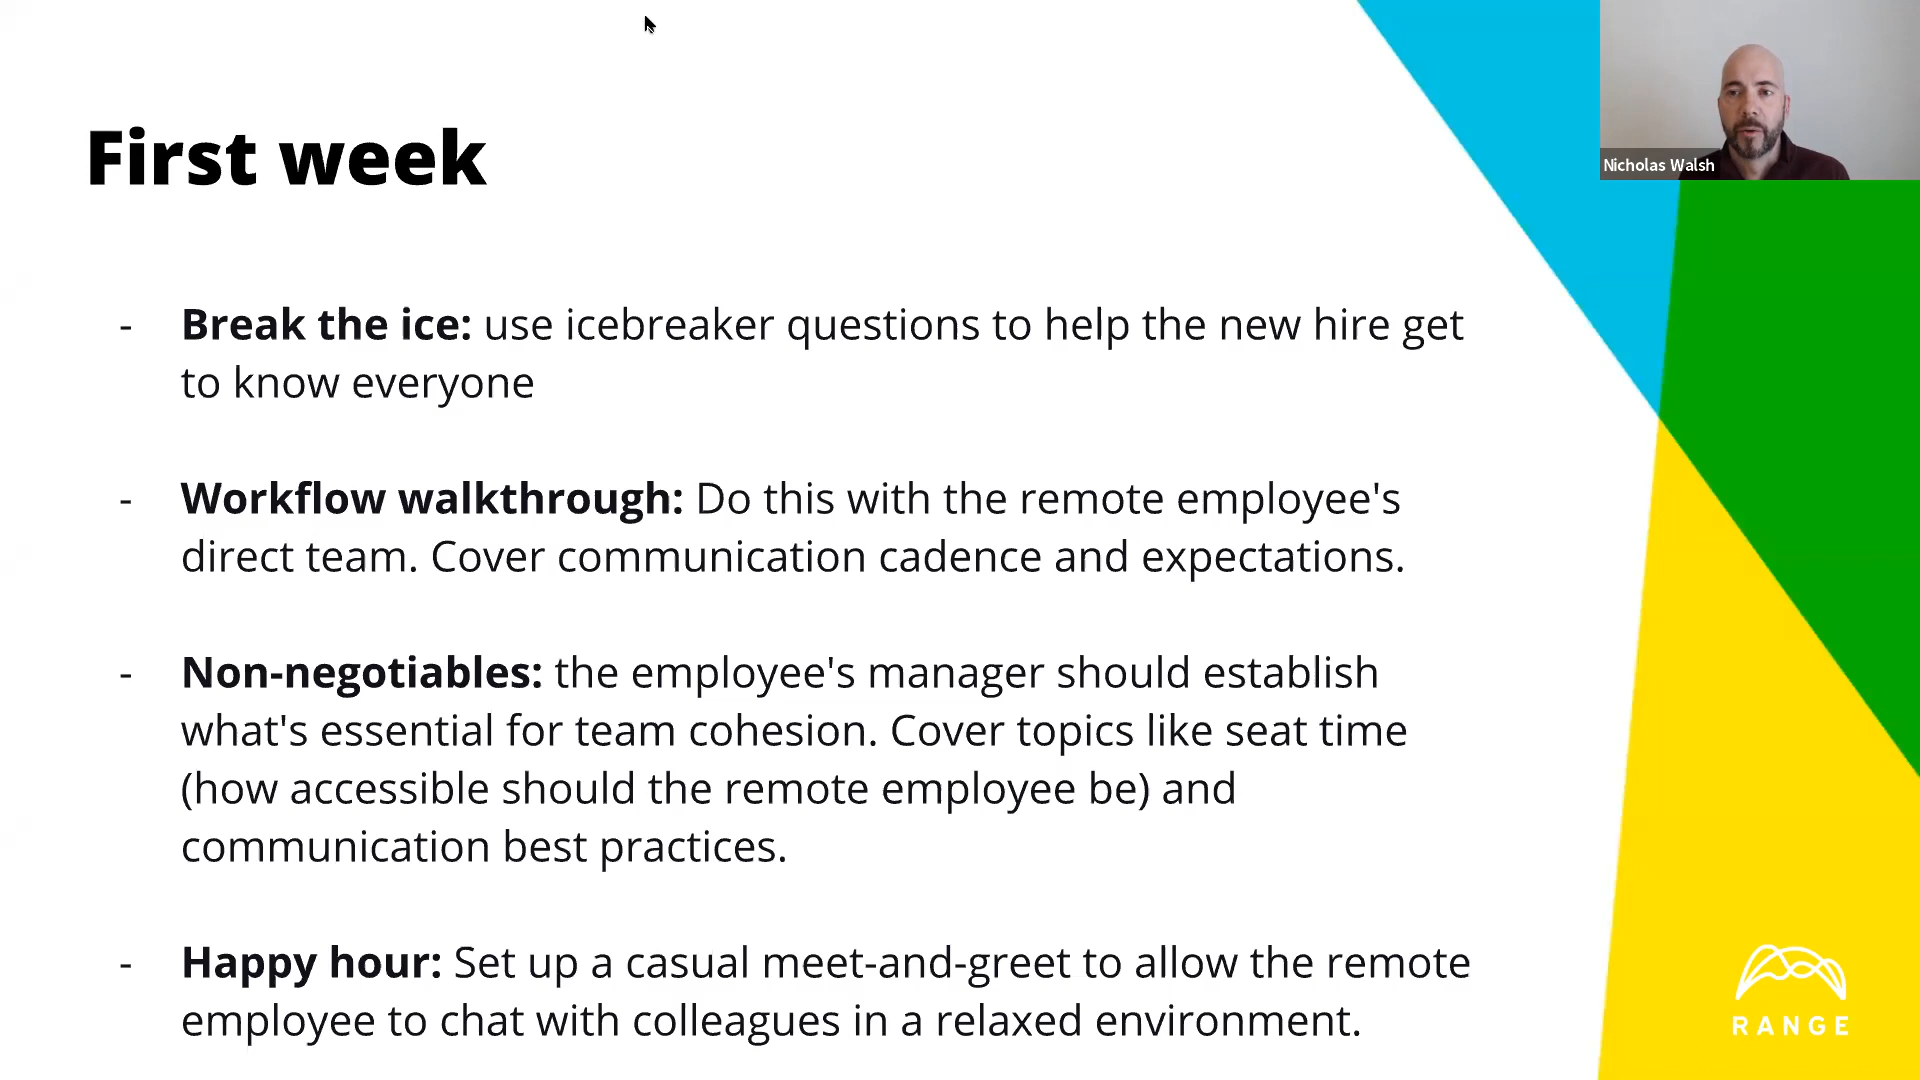 First week
Nicholas Walsh
- Break the ice: use icebreaker questions to help the new hire get
to know everyone
- Workflow walkthrough: Do this with the remote employee's
direct team. Cover communication cadence and expectations.
- Non-negotiables: the employee's manager should establish
what's essential for team cohesion. Cover topics like seat time
(how accessible should the remote employee be) and
communication best practices.
- Happy hour: Set up a casual meet-and-greet to allow the remote
employee to chat with colleagues in a relaxed environment.
RANGE